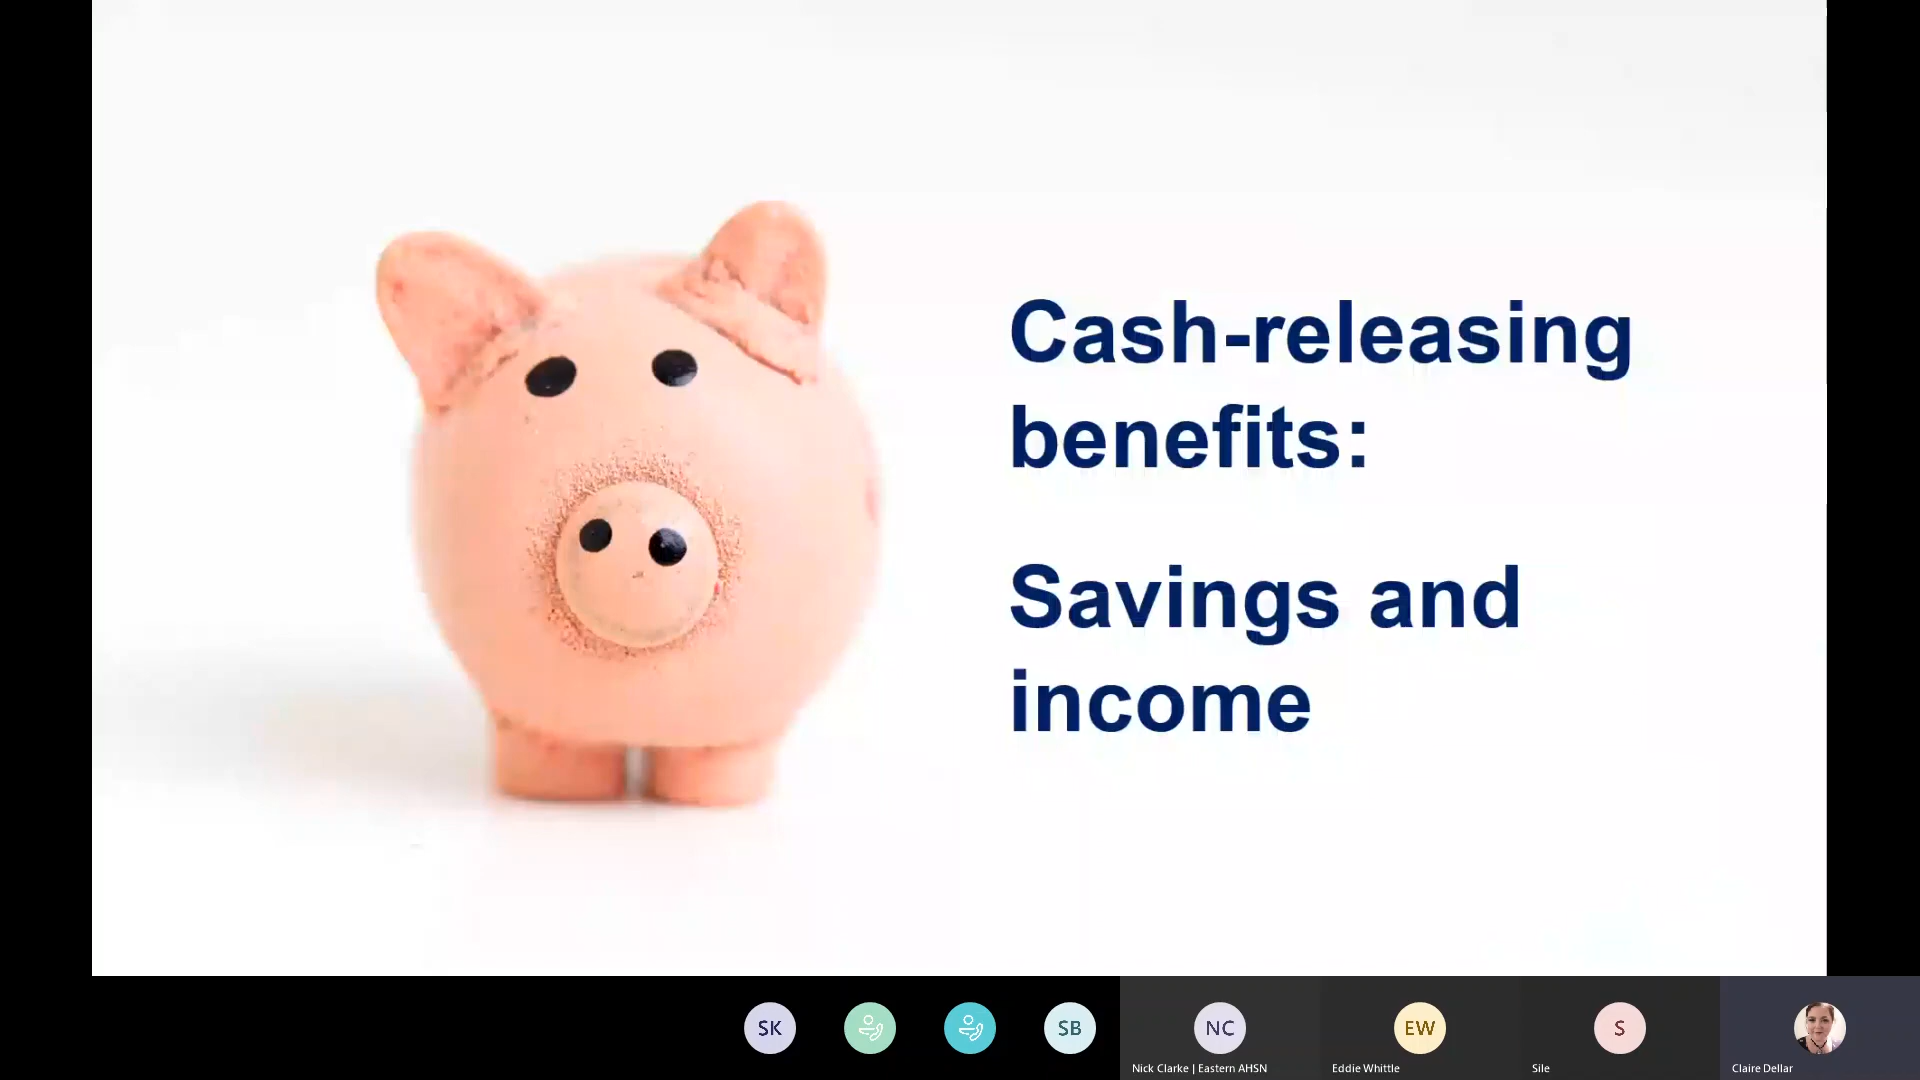 Cash-releasing
benefits:
Savings and
income
SK
SB
NC
EW
S
Nick Clarke | Eastern AHSN
Eddie Whittle
Sile
Claire Dellar